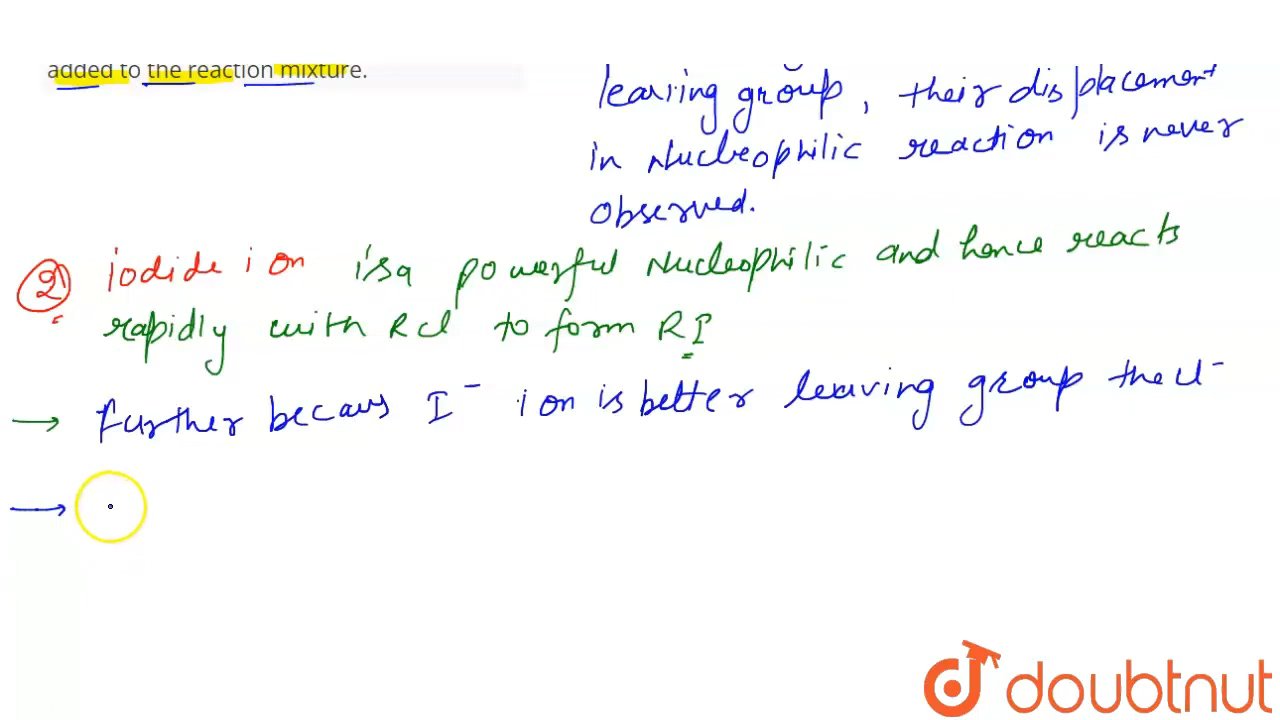 added to the reaction mixture.
leaving group, their displacement
in Nucleophilic reaction is never
observed.
2 iodide ion is a powerful Nucleophilic and hence reacts
rapidly with RCl to form RI
→ further becaus I⁻ ion is better leaving group the Cl⁻
→
doubtnut